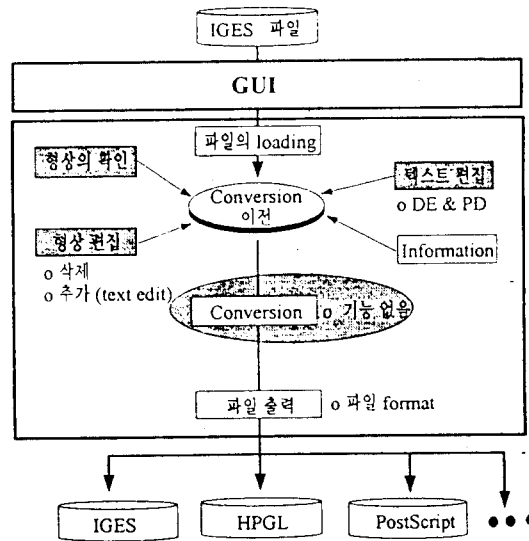 IGES 파일
GUI
파일의 loading
형상의 확인
Conversion
이전
텍스트 편집
o DE & PD
형상 편집
o 삭제
o 추가 (text edit)
Information
Conversion
o 기능 없음
파일 출력
o 파일 format
IGES
HPGL
PostScript